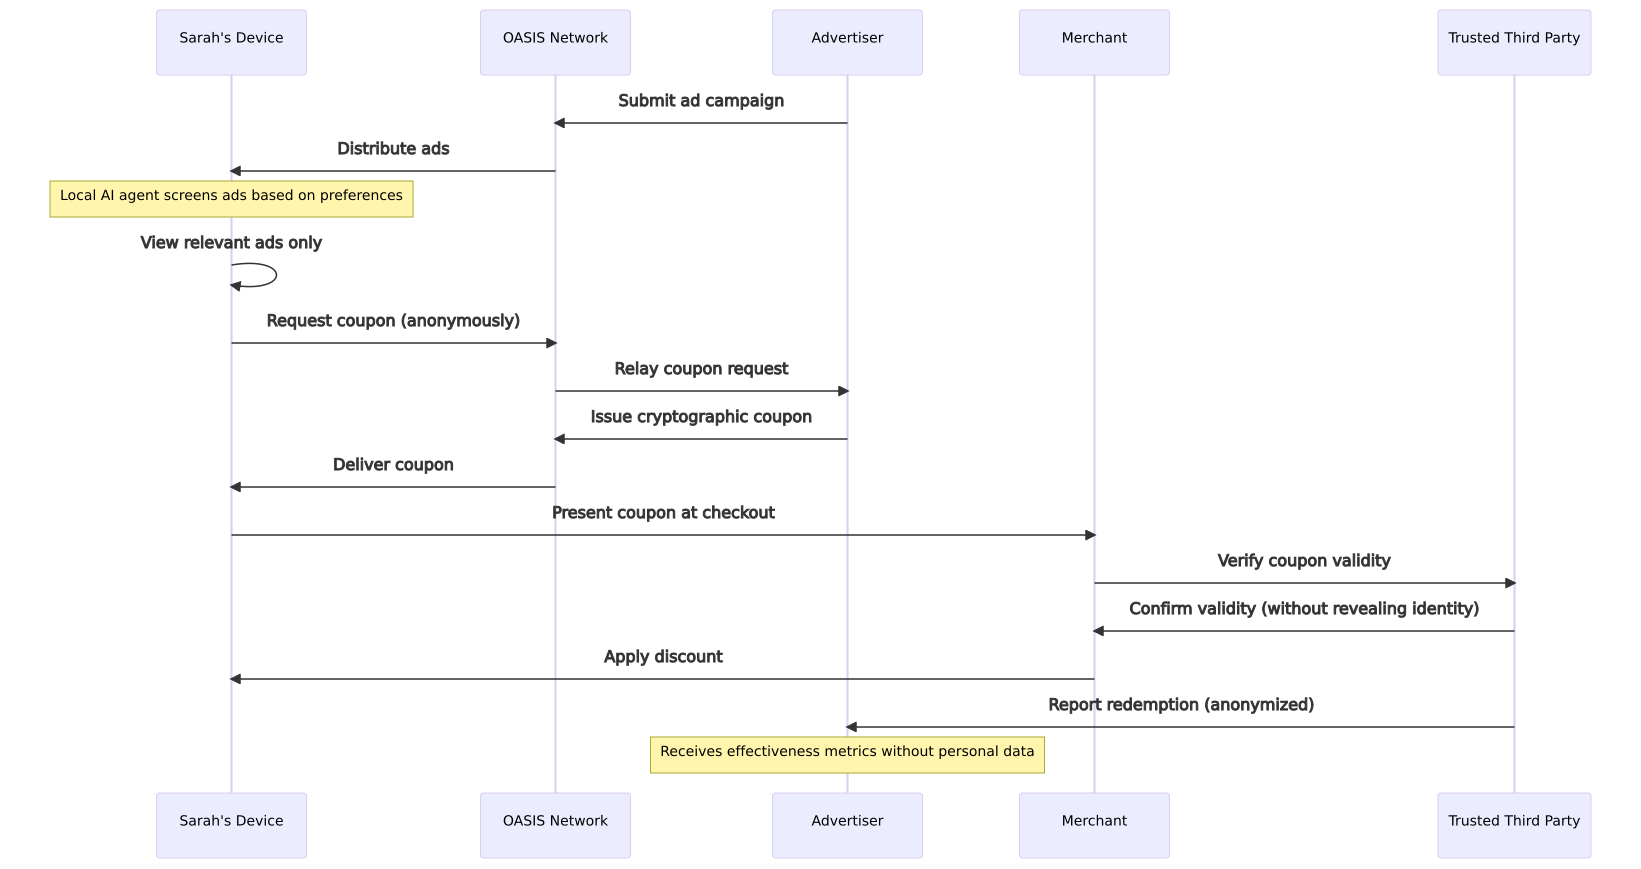 Sarah's Device
OASIS Network
Advertiser
Merchant
Trusted Third Party
Submit ad campaign
Distribute ads
Local AI agent screens ads based on preferences
View relevant ads only
Request coupon (anonymously)
Relay coupon request
Issue cryptographic coupon
Deliver coupon
Present coupon at checkout
Verify coupon validity
Confirm validity (without revealing identity)
Apply discount
Report redemption (anonymized)
Receives effectiveness metrics without personal data
Sarah's Device
OASIS Network
Advertiser
Merchant
Trusted Third Party